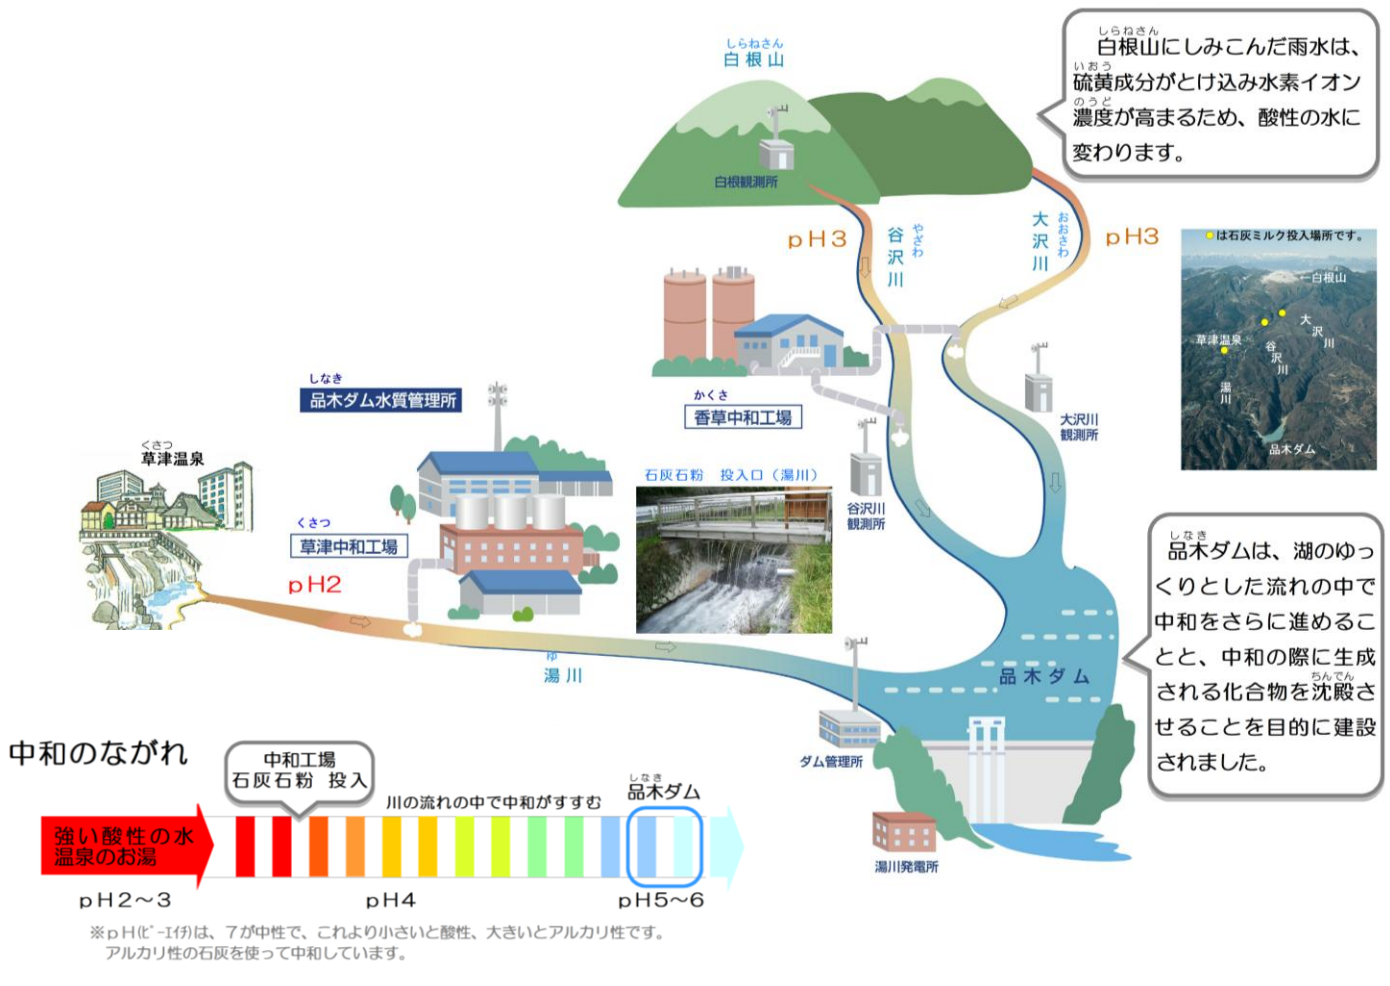 しらねさん
白根山
しらねさん
白根山にしみこんだ雨水は、
いおう
硫黄成分がとけ込み水素イオン
のうど
濃度が高まるため、酸性の水に
変わります。
白根観測所
pH3
やざわ
谷沢川
おおさわ
大沢川
pH3
●は石灰ミルク投入場所です。
←白根山
大沢川
谷沢川
草津温泉
湯川
品木ダム
かくさ
香草中和工場
大沢川
観測所
谷沢川
観測所
しなき
品木ダム水質管理所
くさつ
草津温泉
くさつ
草津中和工場
pH2
石灰石粉 投入口(湯川)
ゆ
湯川
品木ダム
しなき
品木ダムは、湖のゆっ
くりとした流れの中で
中和をさらに進めるこ
とと、中和の際に生成
ちんでん
される化合物を沈殿さ
せることを目的に建設
されました。
ダム管理所
湯川発電所
中和のながれ
中和工場
石灰石粉 投入
川の流れの中で中和がすすむ
しなき
品木ダム
強い酸性の水
温泉のお湯
pH2～3
pH4
pH5～6
※pH(ﾋﾟｰｴｲﾁ)は、７が中性で、これより小さいと酸性、大きいとアルカリ性です。
アルカリ性の石灰を使って中和しています。